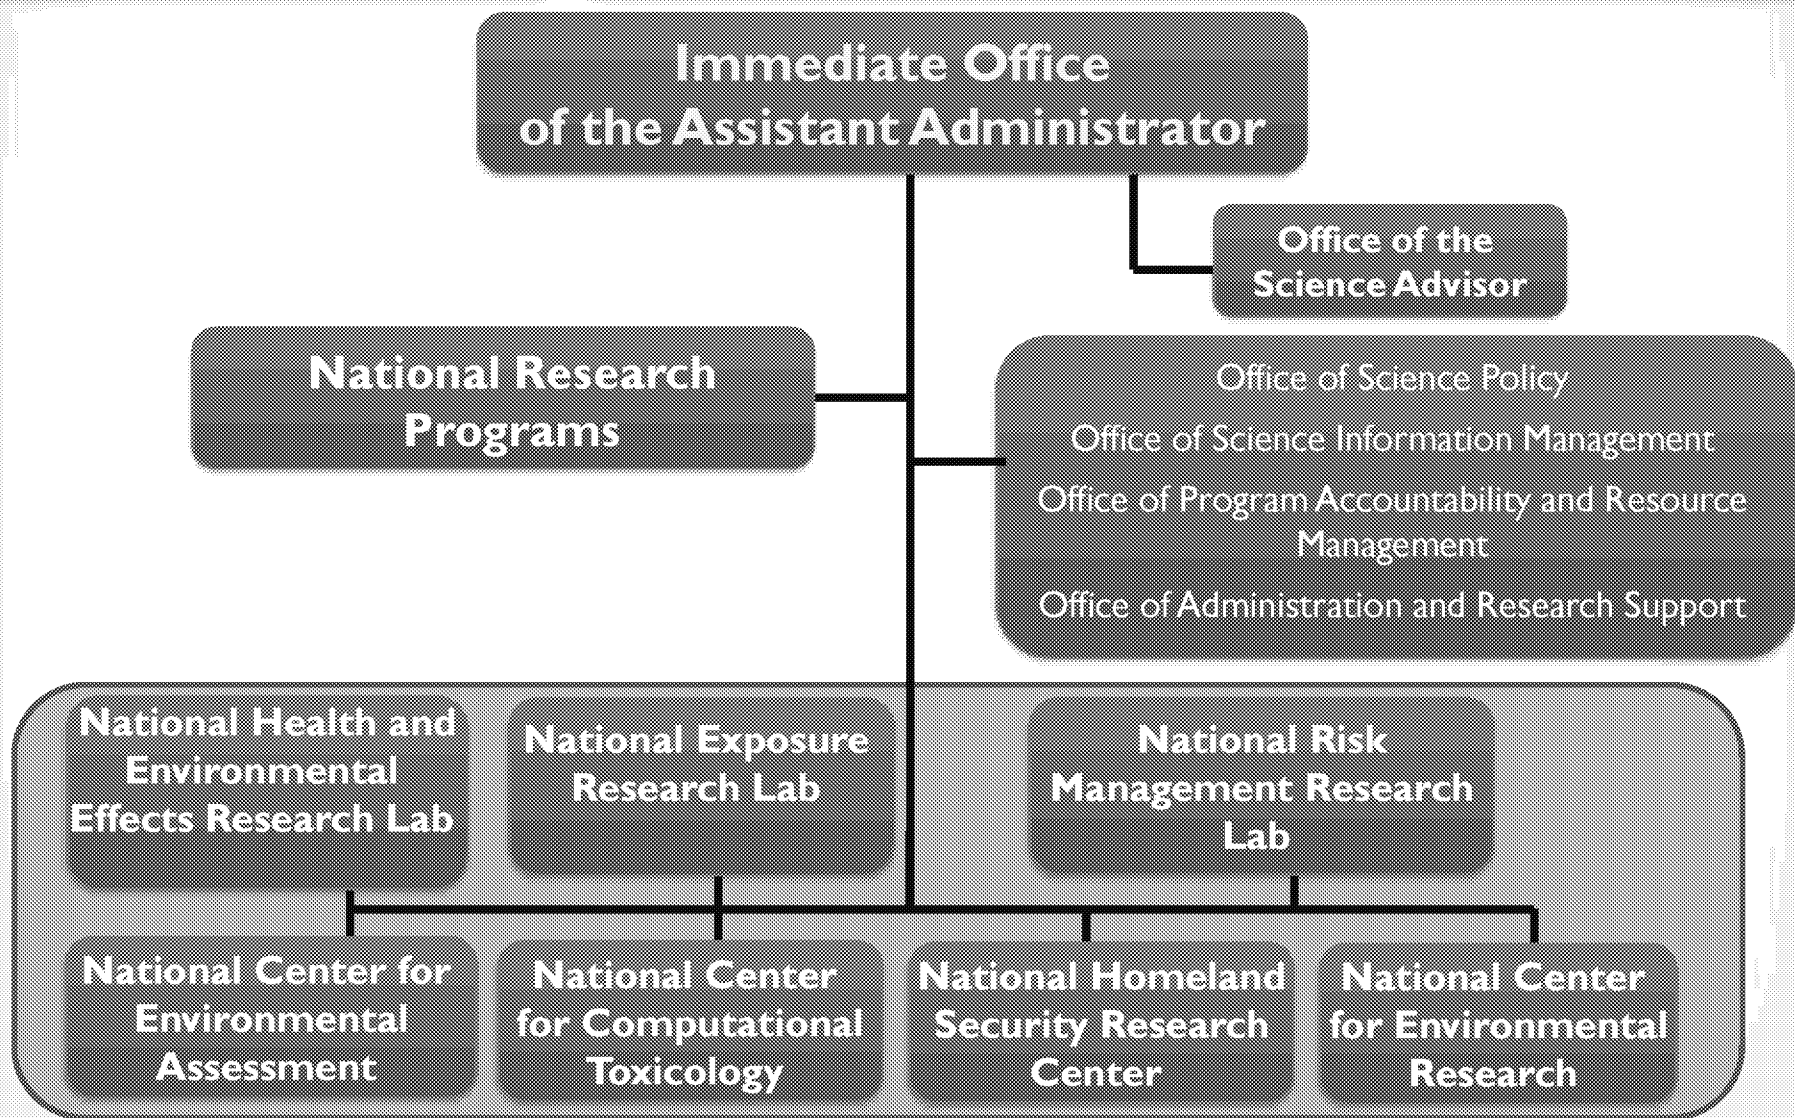 Immediate Office
of the Assistant Administrator
Office of the
Science Advisor
National Research
Programs
Office of Science Policy
Office of Science Information Management
Office of Program Accountability and Resource
Management
Office of Administration and Research Support
National Health and
Environmental
Effects Research Lab
National Exposure
Research Lab
National Risk
Management Research
Lab
National Center for
Environmental
Assessment
National Center
for Computational
Toxicology
National Homeland
Security Research
Center
National Center
for Environmental
Research